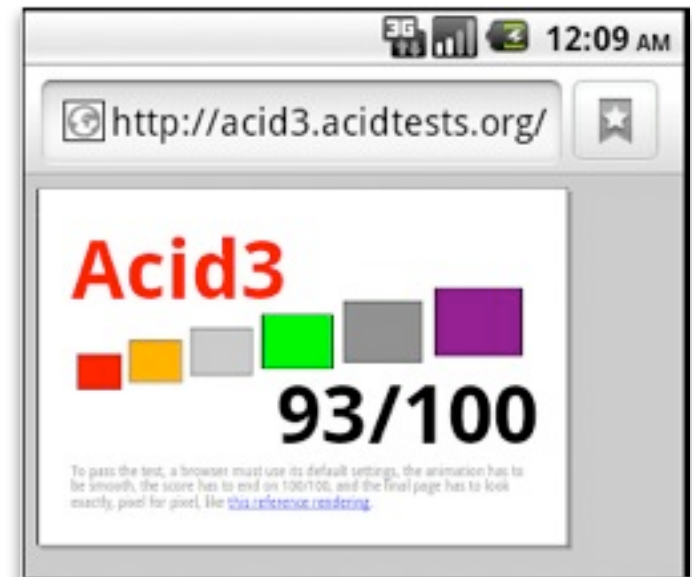 3G
12:09 AM
http://acid3.acidtests.org/
Acid3
93/100
To pass the test, a browser must use its default settings, the animation has to
be smooth, the score has to end on 100/100, and the final page has to look
exactly, pixel for pixel, like this reference rendering.